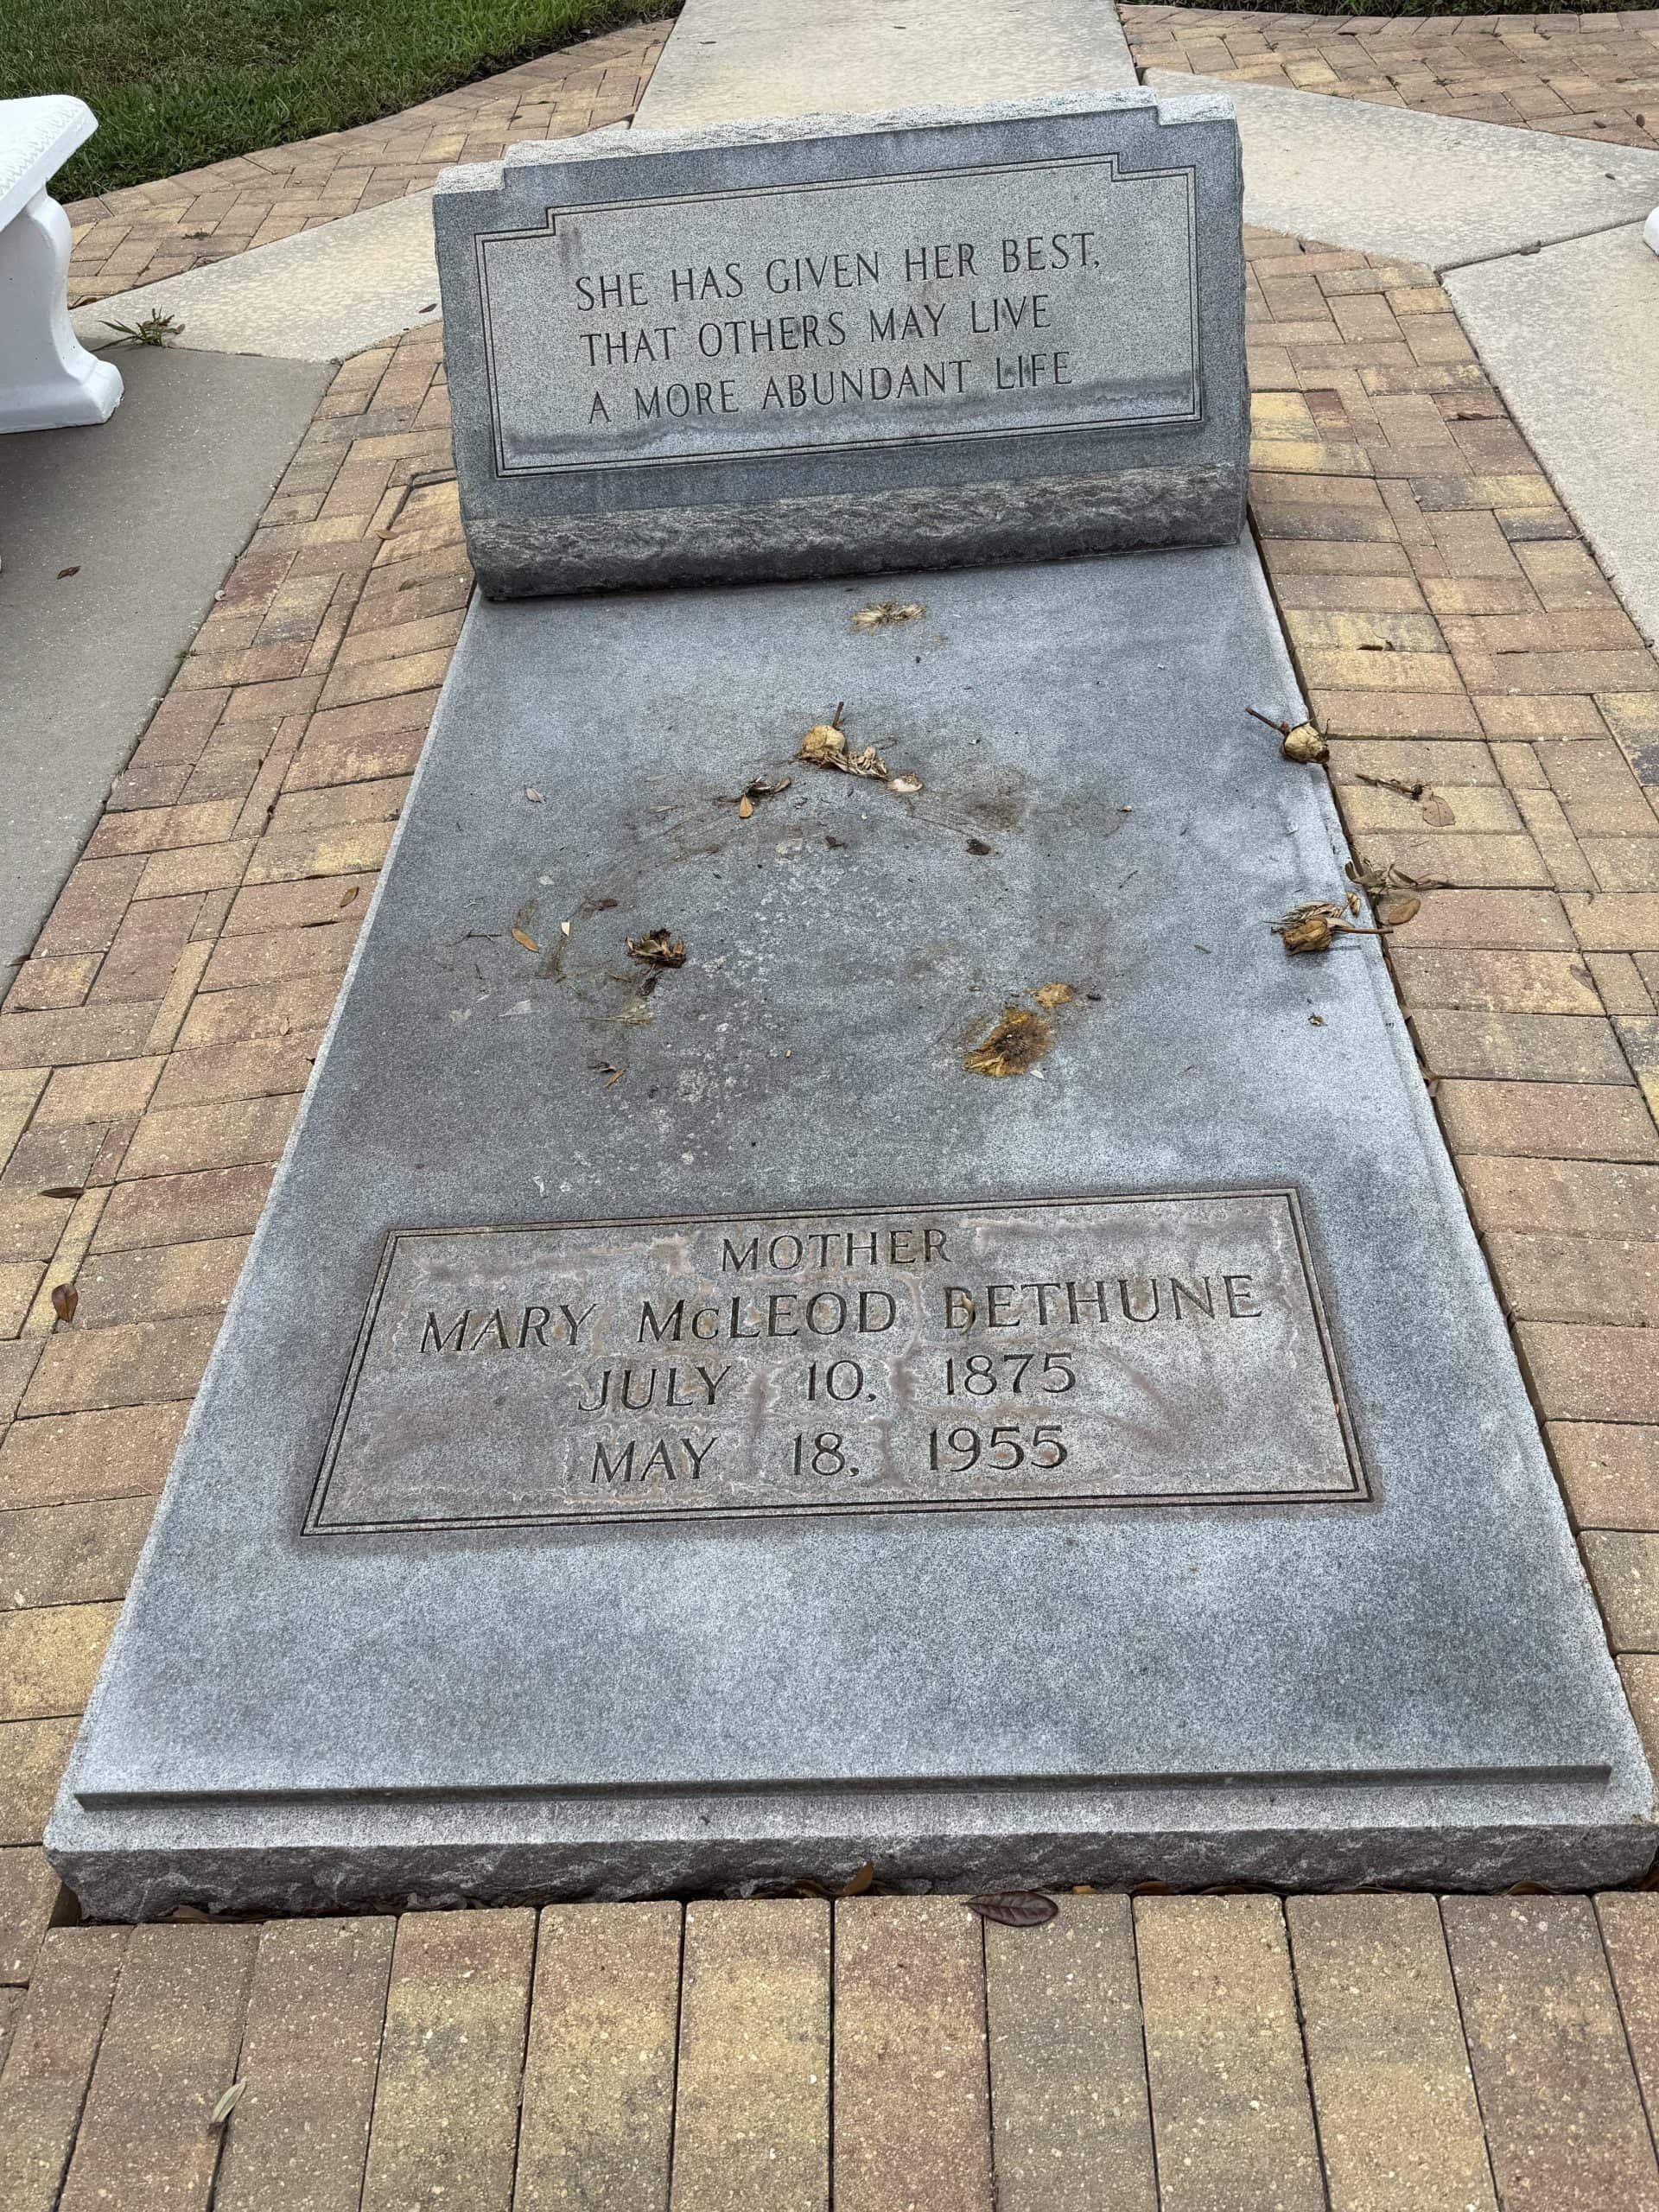 SHE HAS GIVEN HER BEST,
THAT OTHERS MAY LIVE
A MORE ABUNDANT LIFE
MOTHER
MARY McLEOD BETHUNE
JULY 10, 1875
MAY 18, 1955